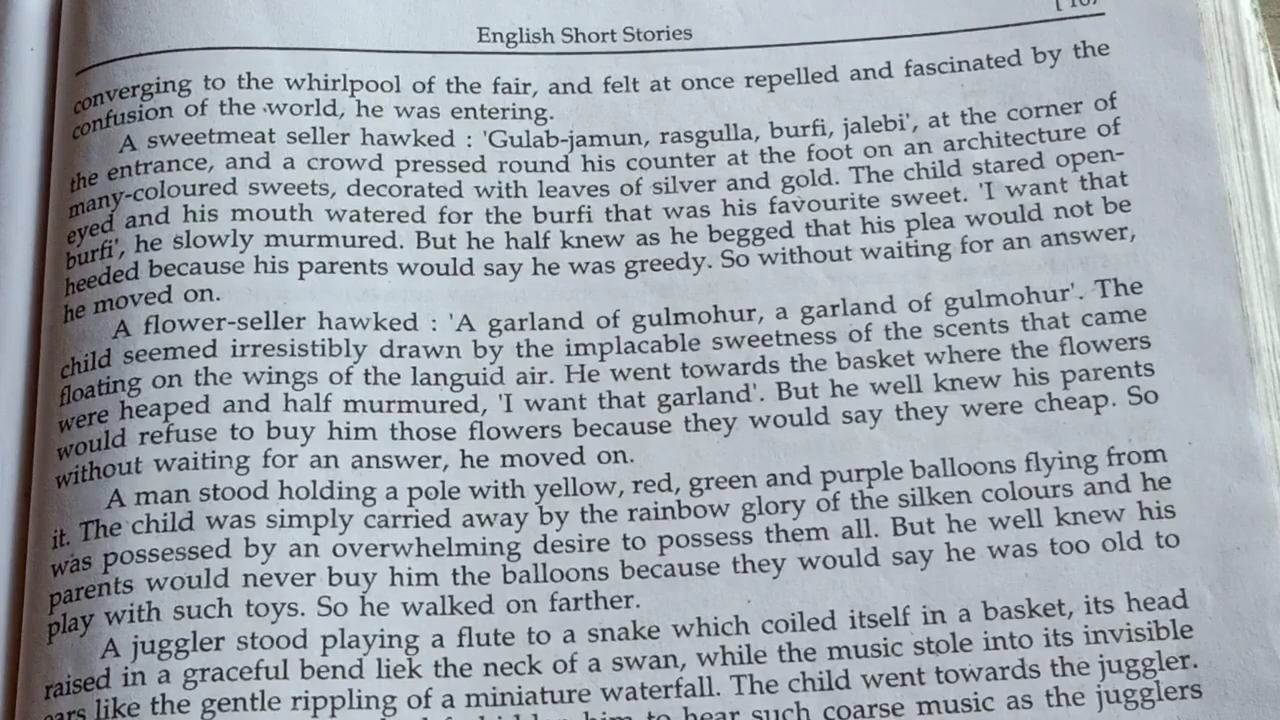 English Short Stories
converging to the whirlpool of the fair, and felt at once repelled and fascinated by the
confusion of the world, he was entering.
A sweetmeat seller hawked : 'Gulab-jamun, rasgulla, burfi, jalebi', at the corner of
the entrance, and a crowd pressed round his counter at the foot on an architecture of
many-coloured sweets, decorated with leaves of silver and gold. The child stared open-
eyed and his mouth watered for the burfi that was his favourite sweet. 'I want that
burfi', he slowly murmured. But he half knew as he begged that his plea would not be
heeded because his parents would say he was greedy. So without waiting for an answer,
he moved on.
A flower-seller hawked : 'A garland of gulmohur, a garland of gulmohur'. The
child seemed irresistibly drawn by the implacable sweetness of the scents that came
floating on the wings of the languid air. He went towards the basket where the flowers
were heaped and half murmured, 'I want that garland'. But he well knew his parents
would refuse to buy him those flowers because they would say they were cheap. So
without waiting for an answer, he moved on.
A man stood holding a pole with yellow, red, green and purple balloons flying from
it. The child was simply carried away by the rainbow glory of the silken colours and he
was possessed by an overwhelming desire to possess them all. But he well knew his
parents would never buy him the balloons because they would say he was too old to
play with such toys. So he walked on farther.
A juggler stood playing a flute to a snake which coiled itself in a basket, its head
raised in a graceful bend liek the neck of a swan, while the music stole into its invisible
ears like the gentle rippling of a miniature waterfall. The child went towards the juggler.
him to hear such coarse music as the jugglers